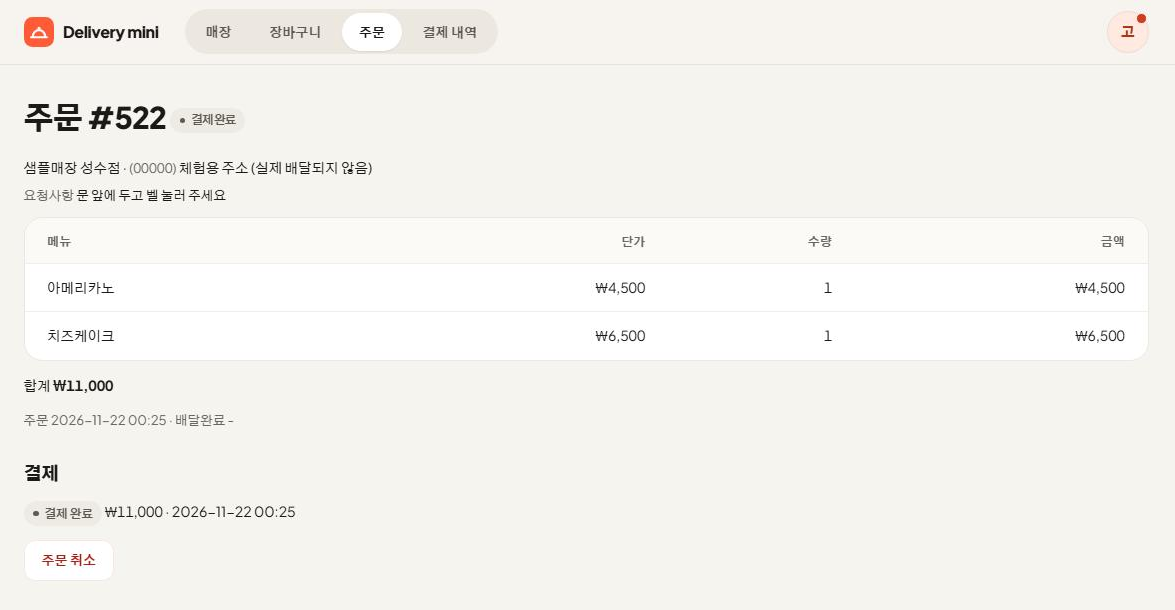 Delivery mini 매장 장바구니 주문 결제 내역 고
주문 #522 • 결제완료
샘플매장 성수점 · (00000) 체험용 주소 (실제 배달되지 않음)
요청사항 문 앞에 두고 벨 눌러 주세요
메뉴 단가 수량 금액
아메리카노 ₩4,500 1 ₩4,500
치즈케이크 ₩6,500 1 ₩6,500
합계 ₩11,000
주문 2026-11-22 00:25 · 배달완료 -
결제
• 결제 완료 ₩11,000 · 2026-11-22 00:25
주문 취소